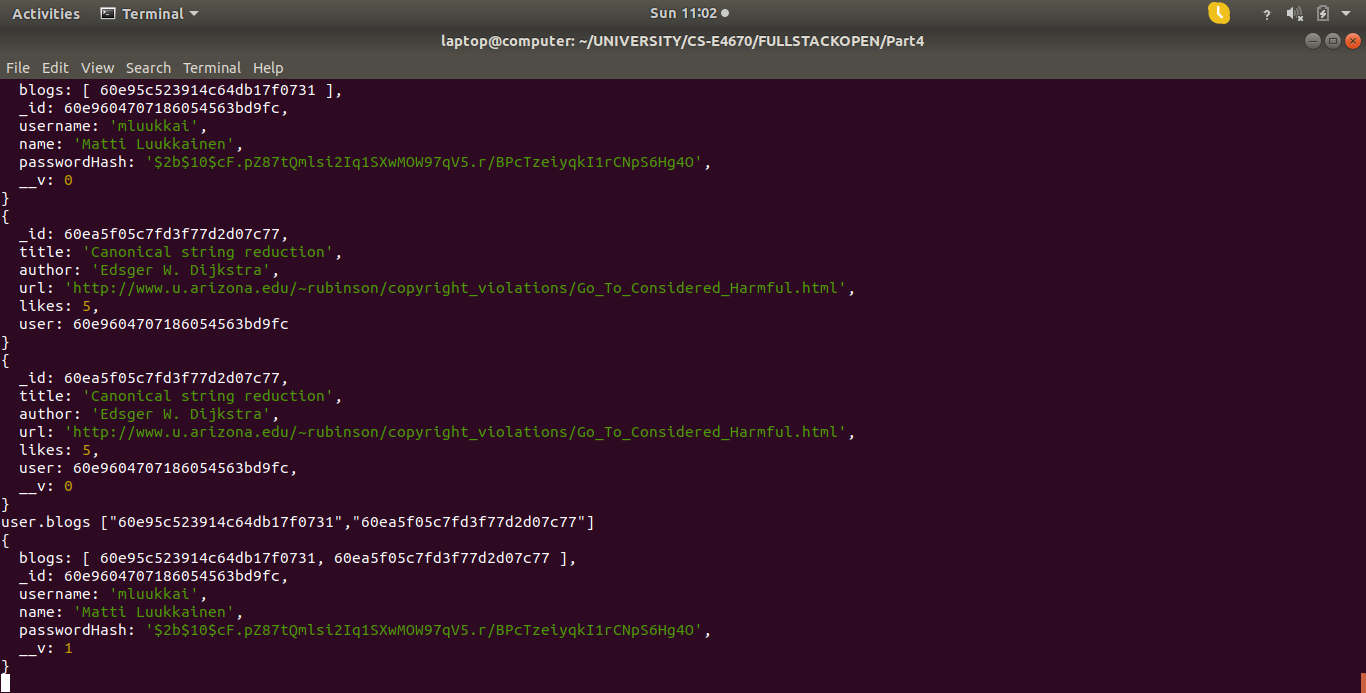 Activities Terminal Sun 11:02 ?
laptop@computer: ~/UNIVERSITY/CS-E4670/FULLSTACKOPEN/Part4
File Edit View Search Terminal Help
  blogs: [ 60e95c523914c64db17f0731 ],
  _id: 60e9604707186054563bd9fc,
  username: 'mluukkai',
  name: 'Matti Luukkainen',
  passwordHash: '$2b$10$cF.pZ87tQmlsi2Iq1SXwMOW97qV5.r/BPcTzeiyqkI1rCNpS6Hg4O',
  __v: 0
}
{
  _id: 60ea5f05c7fd3f77d2d07c77,
  title: 'Canonical string reduction',
  author: 'Edsger W. Dijkstra',
  url: 'http://www.u.arizona.edu/~rubinson/copyright_violations/Go_To_Considered_Harmful.html',
  likes: 5,
  user: 60e9604707186054563bd9fc
}
{
  _id: 60ea5f05c7fd3f77d2d07c77,
  title: 'Canonical string reduction',
  author: 'Edsger W. Dijkstra',
  url: 'http://www.u.arizona.edu/~rubinson/copyright_violations/Go_To_Considered_Harmful.html',
  likes: 5,
  user: 60e9604707186054563bd9fc,
  __v: 0
}
user.blogs ["60e95c523914c64db17f0731","60ea5f05c7fd3f77d2d07c77"]
{
  blogs: [ 60e95c523914c64db17f0731, 60ea5f05c7fd3f77d2d07c77 ],
  _id: 60e9604707186054563bd9fc,
  username: 'mluukkai',
  name: 'Matti Luukkainen',
  passwordHash: '$2b$10$cF.pZ87tQmlsi2Iq1SXwMOW97qV5.r/BPcTzeiyqkI1rCNpS6Hg4O',
  __v: 1
}